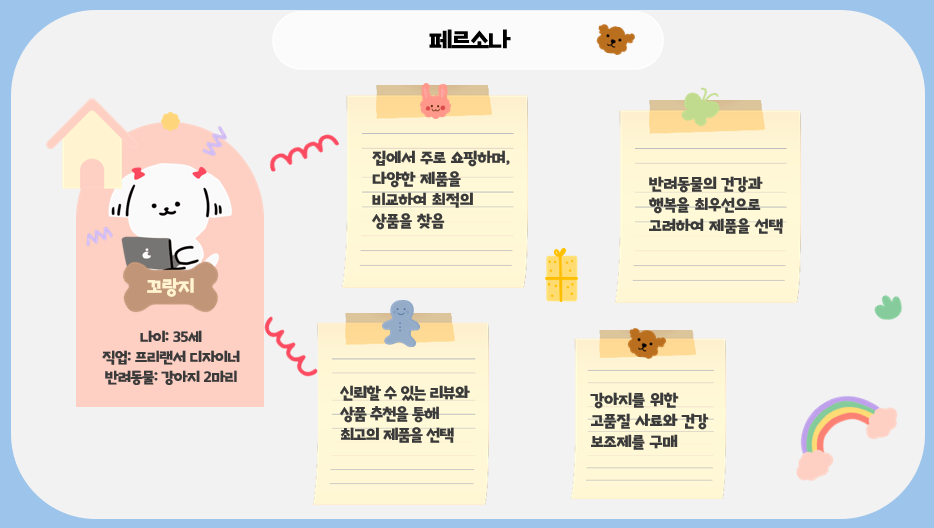 페르소나
꼬랑지
나이: 35세
직업: 프리랜서 디자이너
반려동물: 강아지 2마리
집에서 주로 쇼핑하며,
다양한 제품을
비교하여 최적의
상품을 찾음
반려동물의 건강과
행복을 최우선으로
고려하여 제품을 선택
신뢰할 수 있는 리뷰와
상품 추천을 통해
최고의 제품을 선택
강아지를 위한
고품질 사료와 건강
보조제를 구매